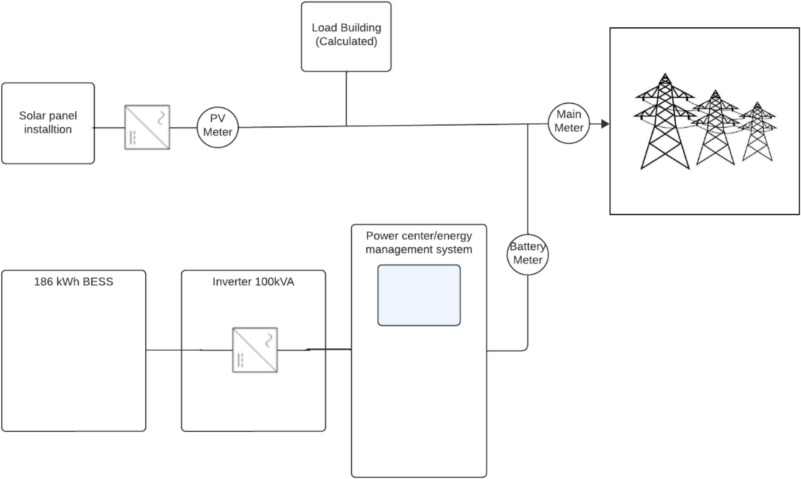 Load Building
(Calculated)
Solar panel
installtion
PV
Meter
Main
Meter
Power center/energy
management system
Battery
Meter
186 kWh BESS
Inverter 100kVA